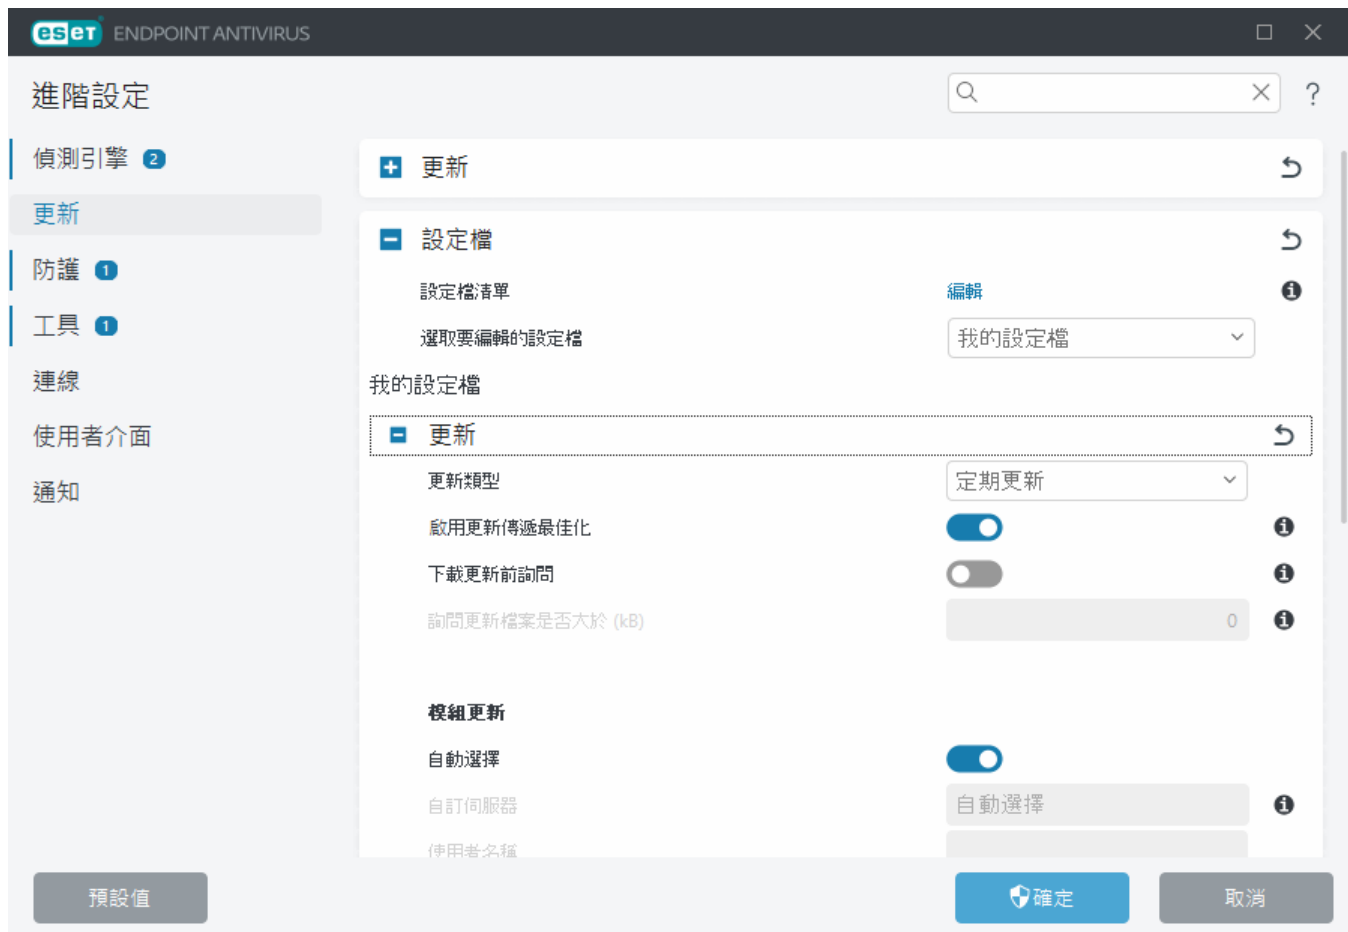 eset ENDPOINT ANTIVIRUS
進階設定
?
偵測引擎 2
更新
防護 1
工具 1
連線
使用者介面
通知
更新
設定檔
設定檔清單 編輯
選取要編輯的設定檔 我的設定檔
我的設定檔
更新
更新類型 定期更新
啟用更新傳遞最佳化
下載更新前詢問
詢問更新檔案是否大於 (kB) 0
模組更新
自動選擇
自訂伺服器 自動選擇
使用者名稱
預設值
確定
取消